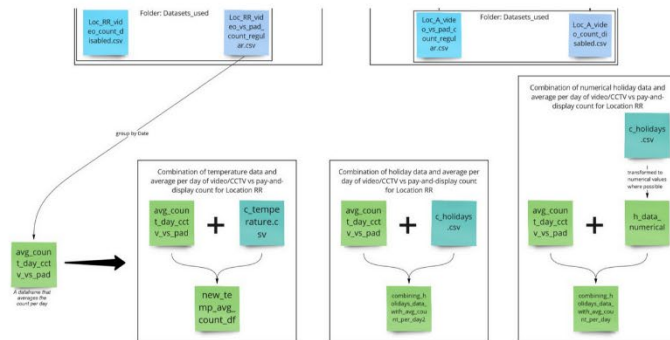 Folder: Datasets_used
Loc_RR_vid
eo_count_d
isabled.csv
Loc_RR_vi
deo_vs_pad
_count_regul
ar.csv
Folder: Datasets_used
Loc_A_video
_vs_pad_c
ount_regul
ar.csv
Loc_A_vide
o_count_di
sabled.csv
group by Date
Combination of temperature data and
average per day of video/CCTV vs
pay-and-display count for Location RR
avg_coun
t_day_cct
v_vs_pad
+
c_tempe
rature.c
sv
new_te
mp_avg_
count_df
Combination of holiday data and average per
day of video/CCTV vs pay-and-display count
for Location RR
avg_coun
t_day_cct
v_vs_pad
+
c_holidays
.csv
combining_h
olidays_data_
with_avg_cou
nt_per_day2
Combination of numerical holiday data and
average per day of video/CCTV vs pay-and-
display count for Location RR
c_holidays
.csv
transformed to
numerical values
where possible
avg_coun
t_day_cct
v_vs_pad
+
h_data_
numerical
combining_h
olidays_data_
with_avg_cou
nt_per_day
avg_coun
t_day_cct
v_vs_pad
A dataframe that
averages the
count per day